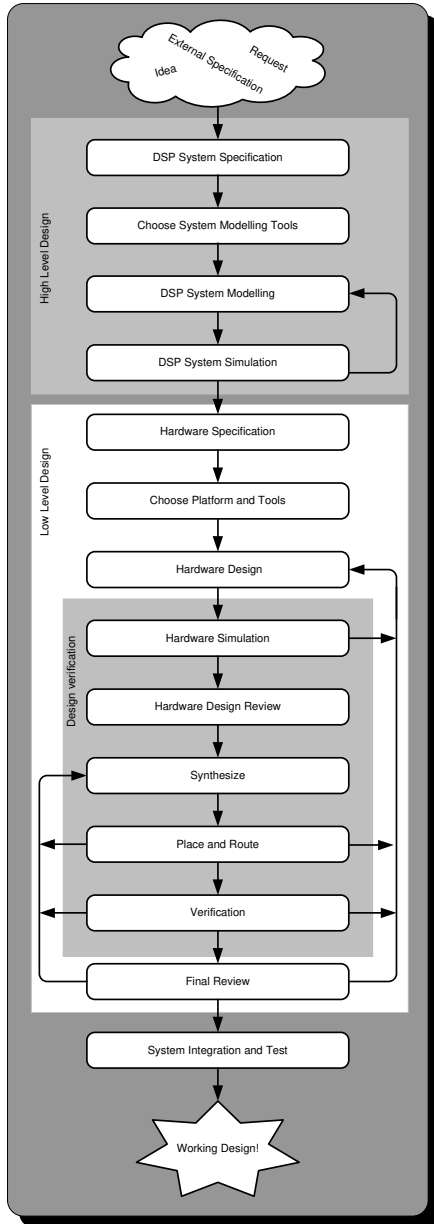 External Specification
Request
Idea
High Level Design
DSP System Specification
Choose System Modelling Tools
DSP System Modelling
DSP System Simulation
Low Level Design
Hardware Specification
Choose Platform and Tools
Hardware Design
Design verification
Hardware Simulation
Hardware Design Review
Synthesize
Place and Route
Verification
Final Review
System Integration and Test
Working Design!